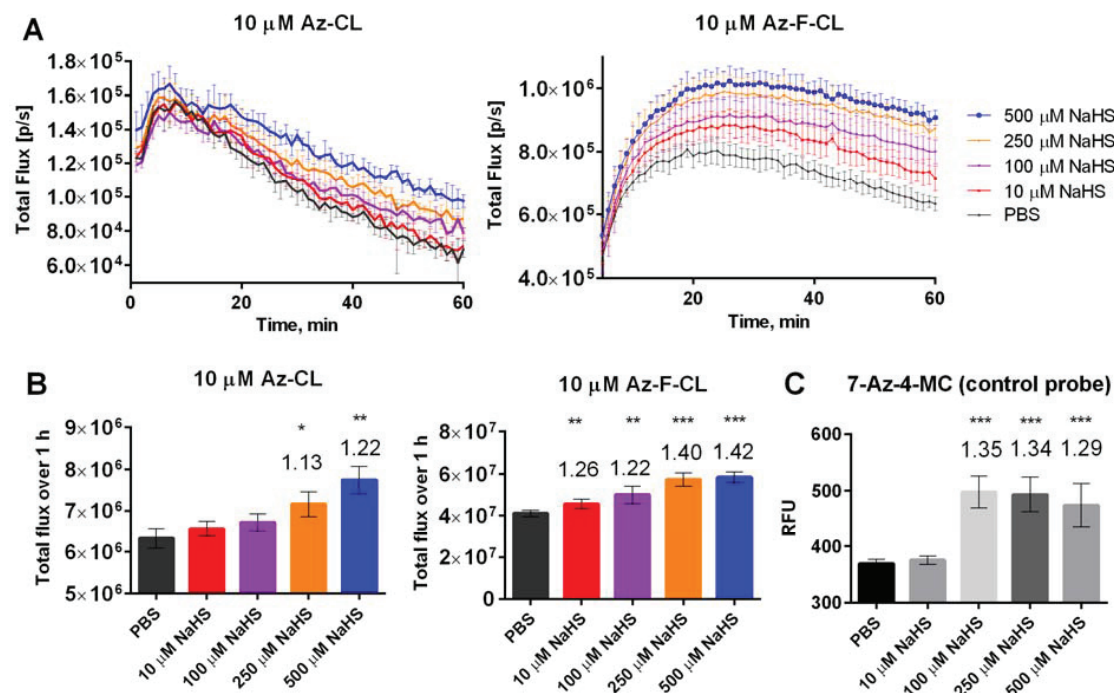 A
10 μM Az-CL
Total Flux [p/s]
1.8×10⁵
1.6×10⁵
1.4×10⁵
1.2×10⁵
1.0×10⁵
8.0×10⁴
6.0×10⁴
0 20 40 60
Time, min
10 μM Az-F-CL
Total Flux [p/s]
1.0×10⁶
8.0×10⁵
6.0×10⁵
4.0×10⁵
20 40 60
Time, min
500 μM NaHS
250 μM NaHS
100 μM NaHS
10 μM NaHS
PBS
B
10 μM Az-CL
Total flux over 1 h
9×10⁶
8×10⁶
7×10⁶
6×10⁶
5×10⁶
* **
1.13 1.22
PBS
10 μM NaHS
100 μM NaHS
250 μM NaHS
500 μM NaHS
10 μM Az-F-CL
Total flux over 1 h
8×10⁷
6×10⁷
4×10⁷
2×10⁷
0
** ** *** ***
1.26 1.22 1.40 1.42
PBS
10 μM NaHS
100 μM NaHS
250 μM NaHS
500 μM NaHS
C
7-Az-4-MC (control probe)
RFU
600
500
400
300
*** *** ***
1.35 1.34 1.29
PBS
10 μM NaHS
100 μM NaHS
250 μM NaHS
500 μM NaHS